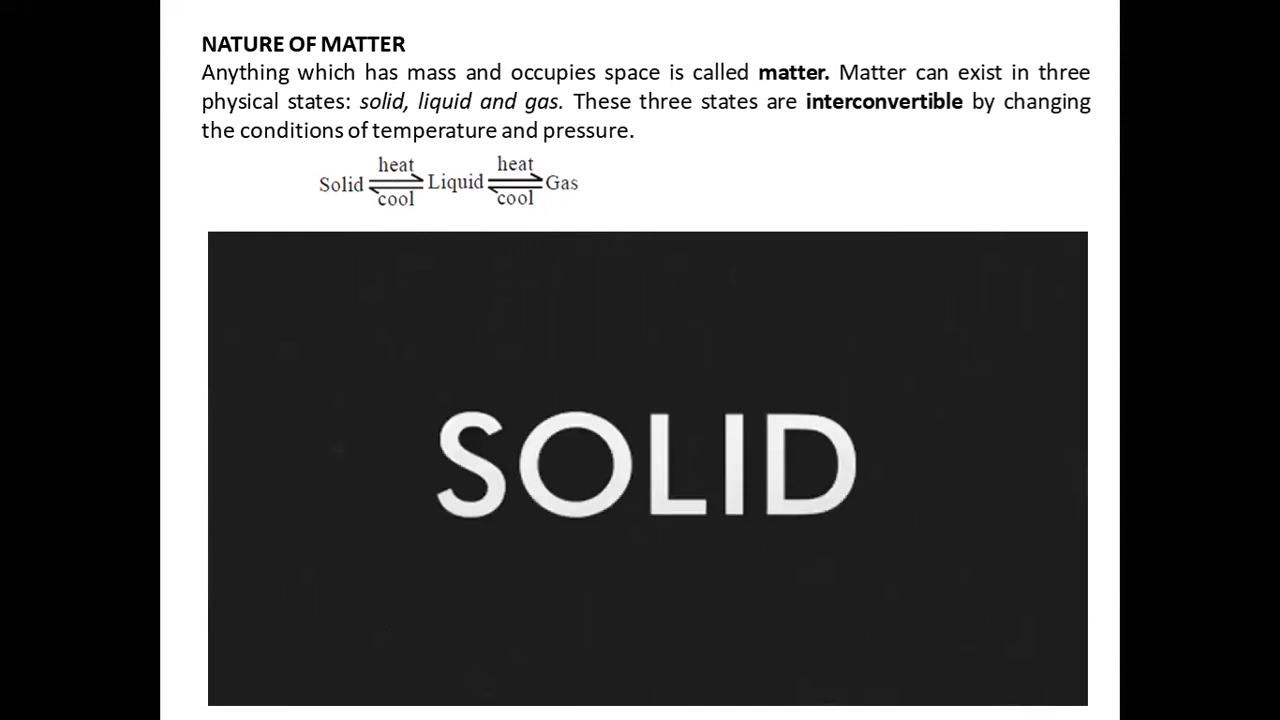 NATURE OF MATTER
Anything which has mass and occupies space is called matter. Matter can exist in three
physical states: solid, liquid and gas. These three states are interconvertible by changing
the conditions of temperature and pressure.
heat heat
Solid Liquid Gas
cool cool
SOLID